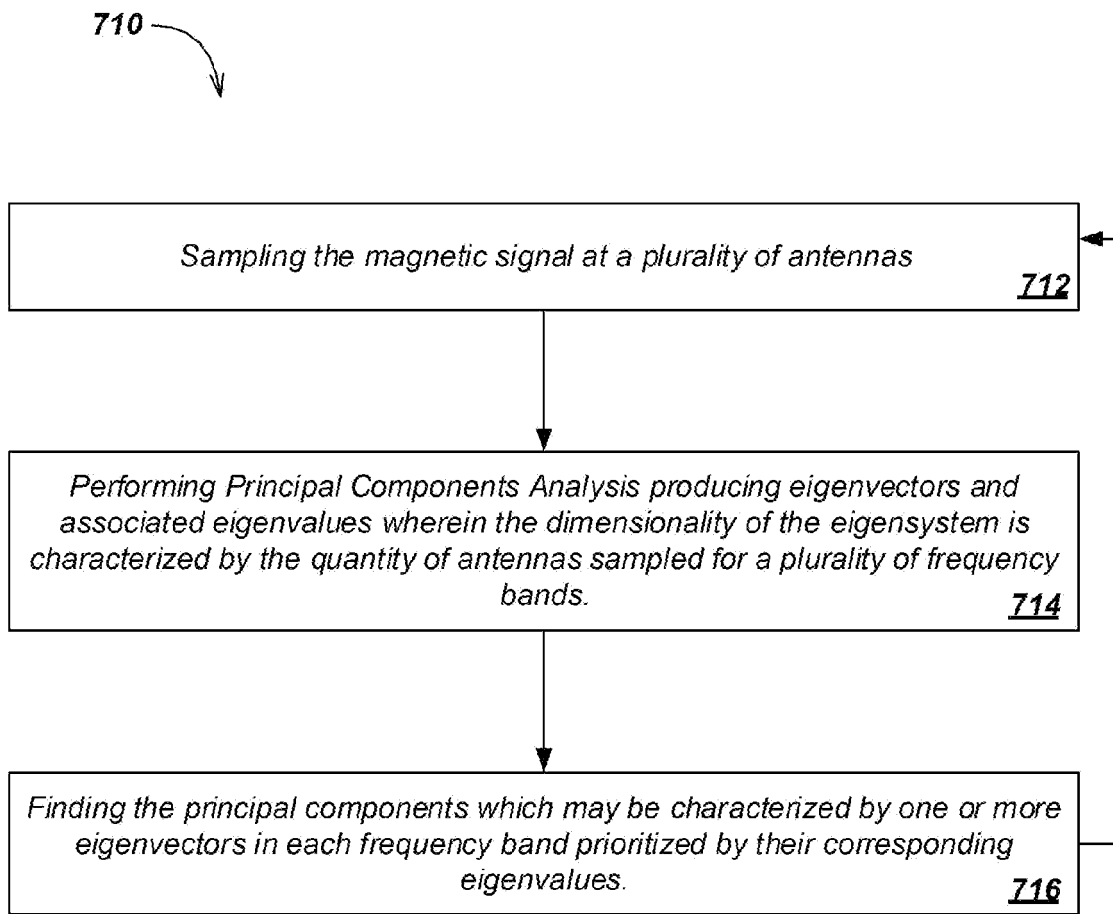 710
Sampling the magnetic signal at a plurality of antennas
712
Performing Principal Components Analysis producing eigenvectors and
associated eigenvalues wherein the dimensionality of the eigensystem is
characterized by the quantity of antennas sampled for a plurality of frequency
bands.
714
Finding the principal components which may be characterized by one or more
eigenvectors in each frequency band prioritized by their corresponding
eigenvalues.
716